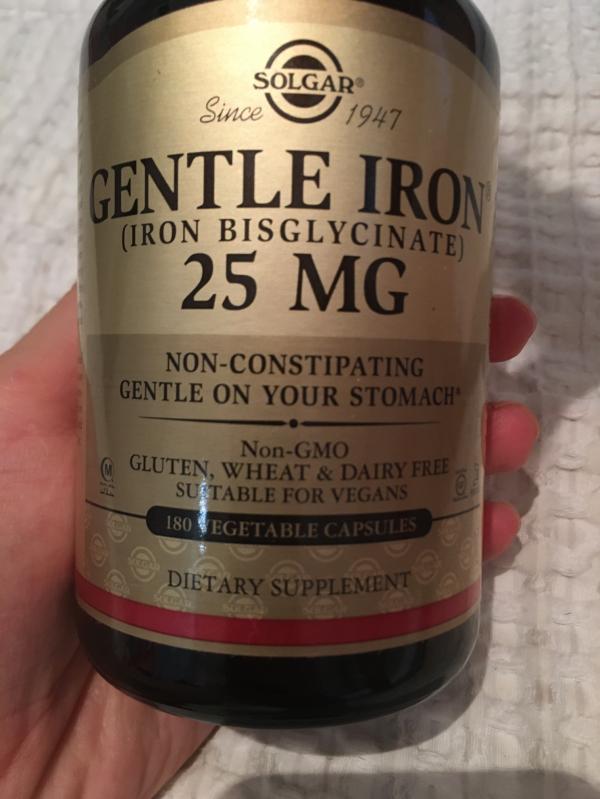 SOLGAR®
Since 1947
GENTLE IRON®
(IRON BISGLYCINATE)
25 MG
NON-CONSTIPATING
GENTLE ON YOUR STOMACH*
Non-GMO
GLUTEN, WHEAT & DAIRY FREE
SUITABLE FOR VEGANS
180 VEGETABLE CAPSULES
DIETARY SUPPLEMENT